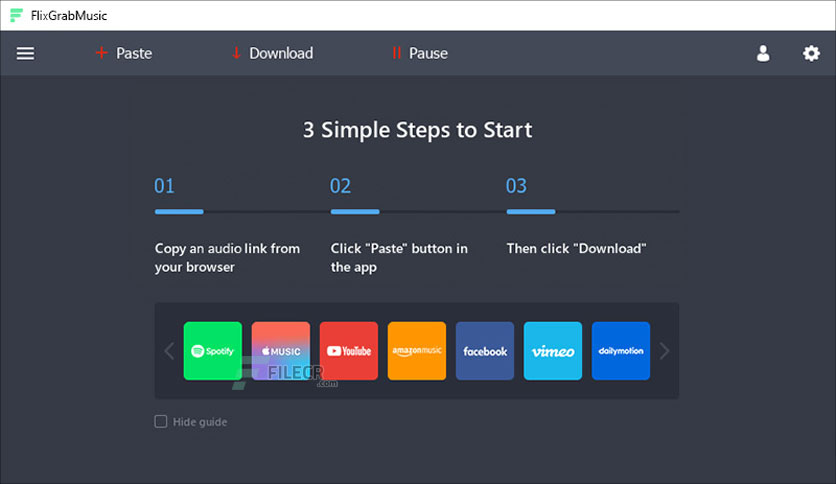 FlixGrabMusic
Paste
Download
Pause
3 Simple Steps to Start
01
02
03
Copy an audio link from
your browser
Click "Paste" button in
the app
Then click "Download"
Spotify
MUSIC
YouTube
amazonmusic
facebook
vimeo
dailymotion
FILECR
.com
Hide guide